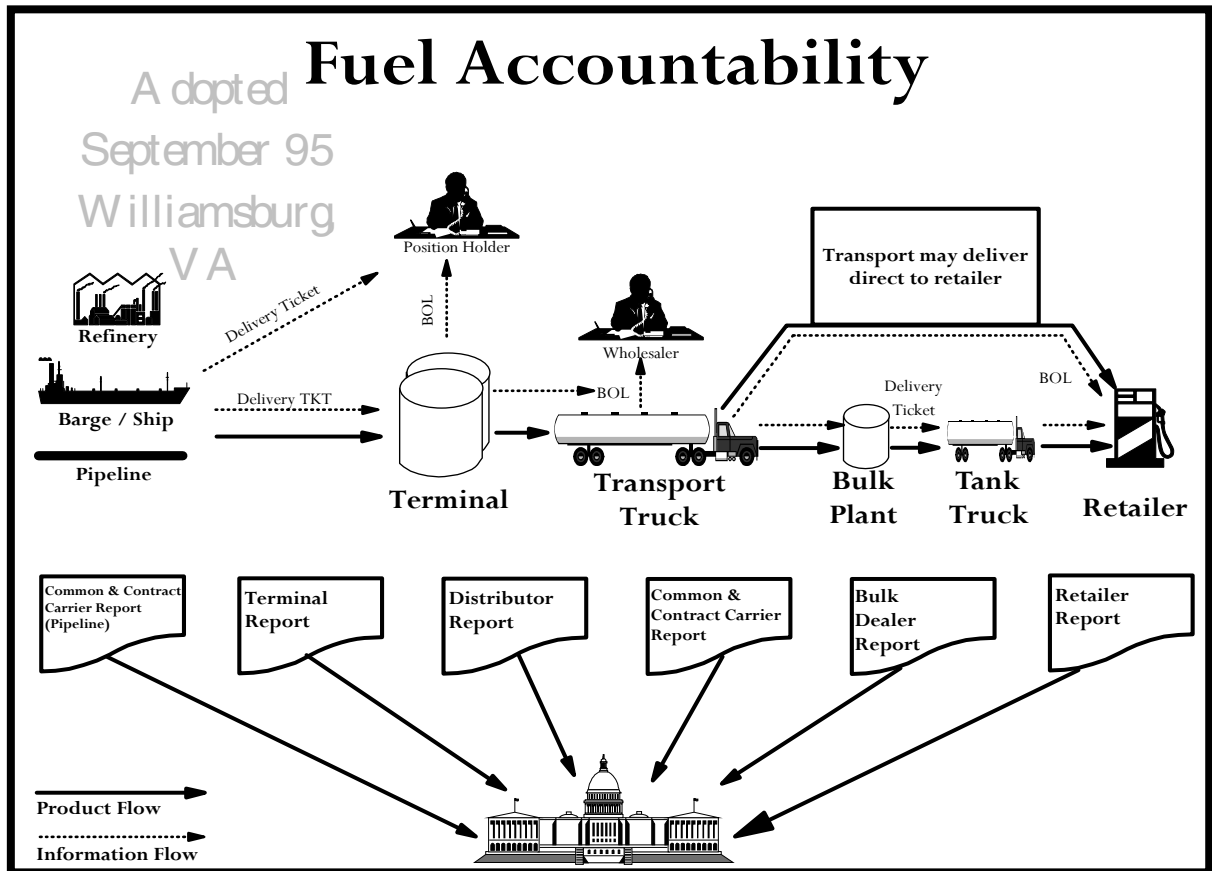 Fuel Accountability
Adopted
September 95
Williamsburg,
VA
Position Holder
Transport may deliver
direct to retailer
Refinery
Delivery Ticket
BOL
Wholesaler
Barge / Ship
Delivery TKT
BOL
Delivery
Ticket
BOL
Pipeline
Terminal
Transport
Truck
Bulk
Plant
Tank
Truck
Retailer
Common & Contract
Carrier Report
(Pipeline)
Terminal
Report
Distributor
Report
Common &
Contract Carrier
Report
Bulk
Dealer
Report
Retailer
Report
Product Flow
Information Flow